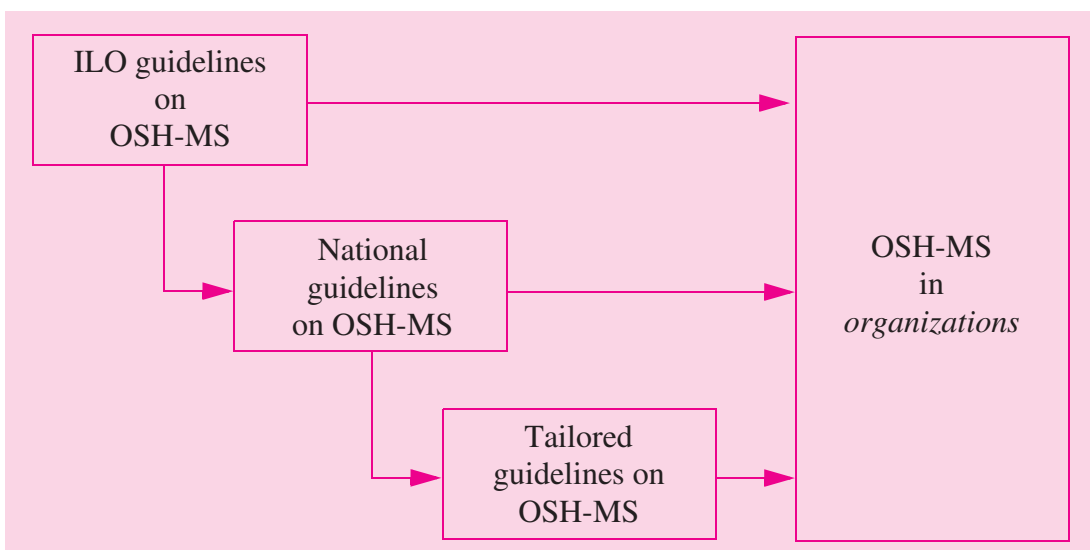 ILO guidelines
on
OSH-MS
National
guidelines
on OSH-MS
Tailored
guidelines on
OSH-MS
OSH-MS
in
organizations